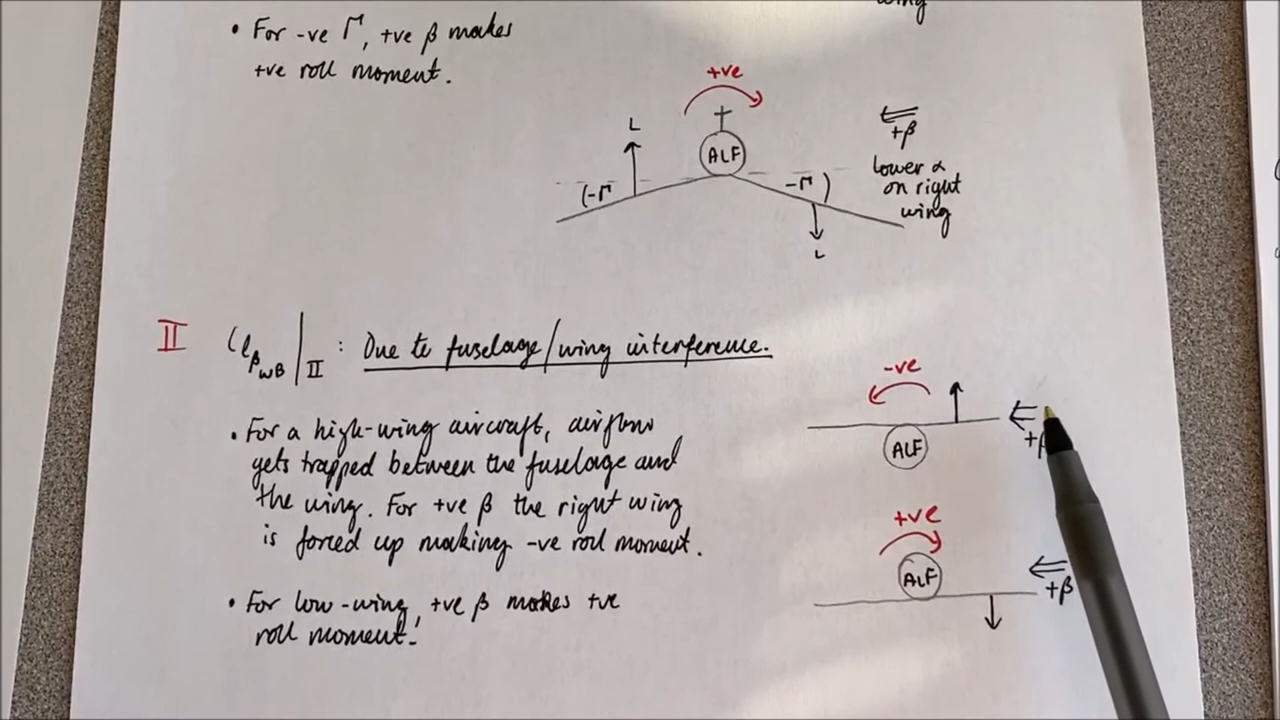 wing
• For -ve Γ, +ve β makes
+ve roll moment.
+ve
L
ALF
+β
lower α
on right
wing
(-Γ
-Γ )
L
II Clβ WB | II : Due to fuselage/wing interference.
• For a high-wing aircraft, airflow
gets trapped between the fuselage and
the wing. For +ve β the right wing
is forced up making -ve roll moment.
-ve
ALF
+β
• For low-wing, +ve β makes +ve
roll moment.
+ve
ALF
+β